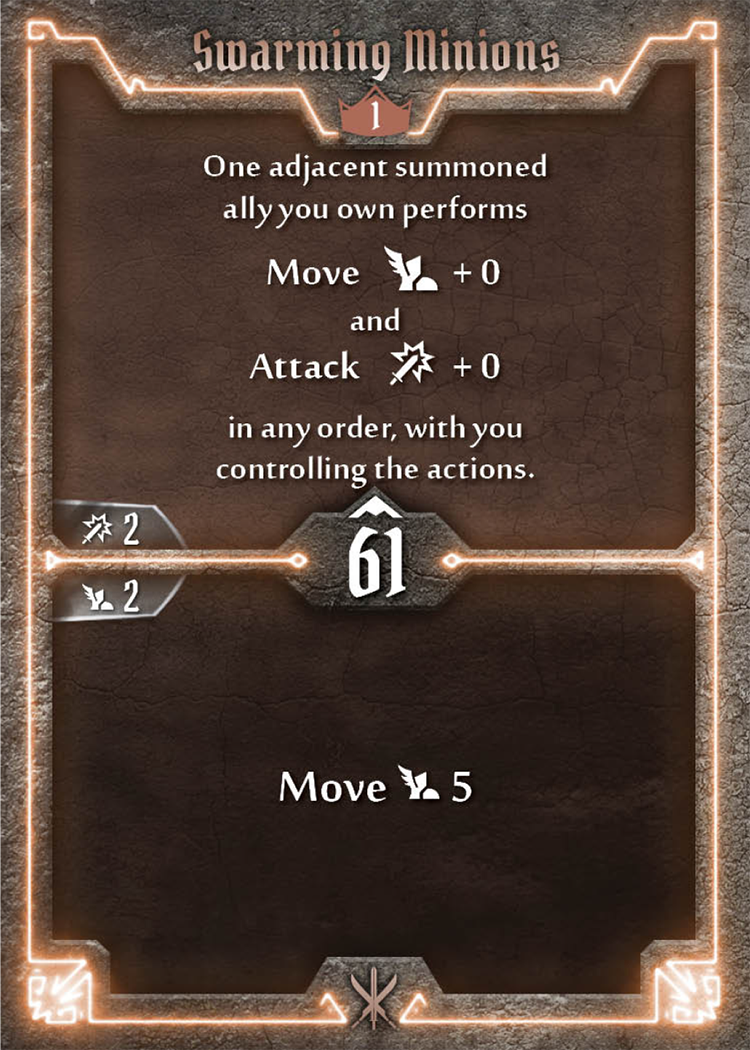 Swarming Minions
1
One adjacent summoned
ally you own performs
Move + 0
and
Attack + 0
in any order, with you
controlling the actions.
2
61
2
Move 5